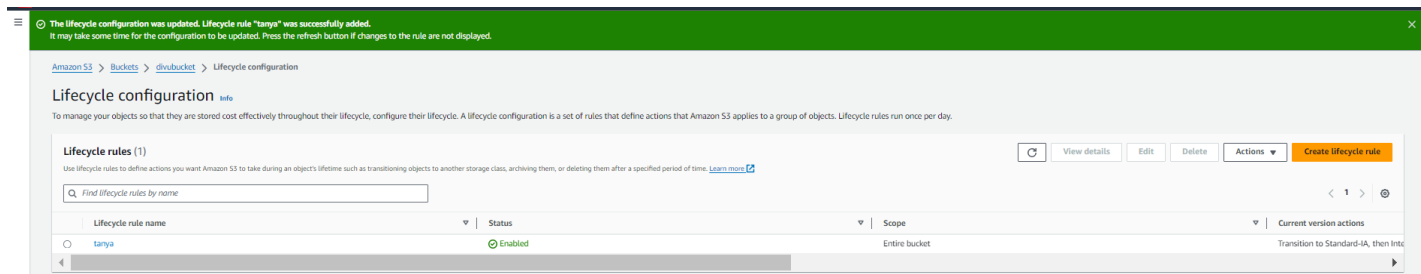 The lifecycle configuration was updated. Lifecycle rule "tanya" was successfully added.
It may take some time for the configuration to be updated. Press the refresh button if changes to the rule are not displayed.
Amazon S3 > Buckets > divubucket > Lifecycle configuration
Lifecycle configuration Info
To manage your objects so that they are stored cost effectively throughout their lifecycle, configure their lifecycle. A lifecycle configuration is a set of rules that define actions that Amazon S3 applies to a group of objects. Lifecycle rules run once per day.
Lifecycle rules (1)
View details Edit Delete Actions Create lifecycle rule
Use lifecycle rules to define actions you want Amazon S3 to take during an object's lifetime such as transitioning objects to another storage class, archiving them, or deleting them after a specified period of time. Learn more
Find lifecycle rules by name
< 1 >
Lifecycle rule name Status Scope Current version actions
tanya Enabled Entire bucket Transition to Standard-IA, then Inte